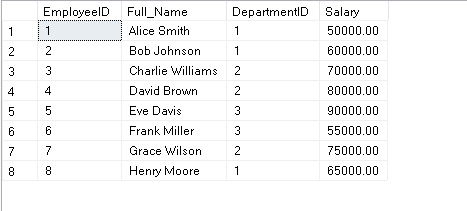 EmployeeID Full_Name DepartmentID Salary
1 1 Alice Smith 1 50000.00
2 2 Bob Johnson 1 60000.00
3 3 Charlie Williams 2 70000.00
4 4 David Brown 2 80000.00
5 5 Eve Davis 3 90000.00
6 6 Frank Miller 3 55000.00
7 7 Grace Wilson 2 75000.00
8 8 Henry Moore 1 65000.00